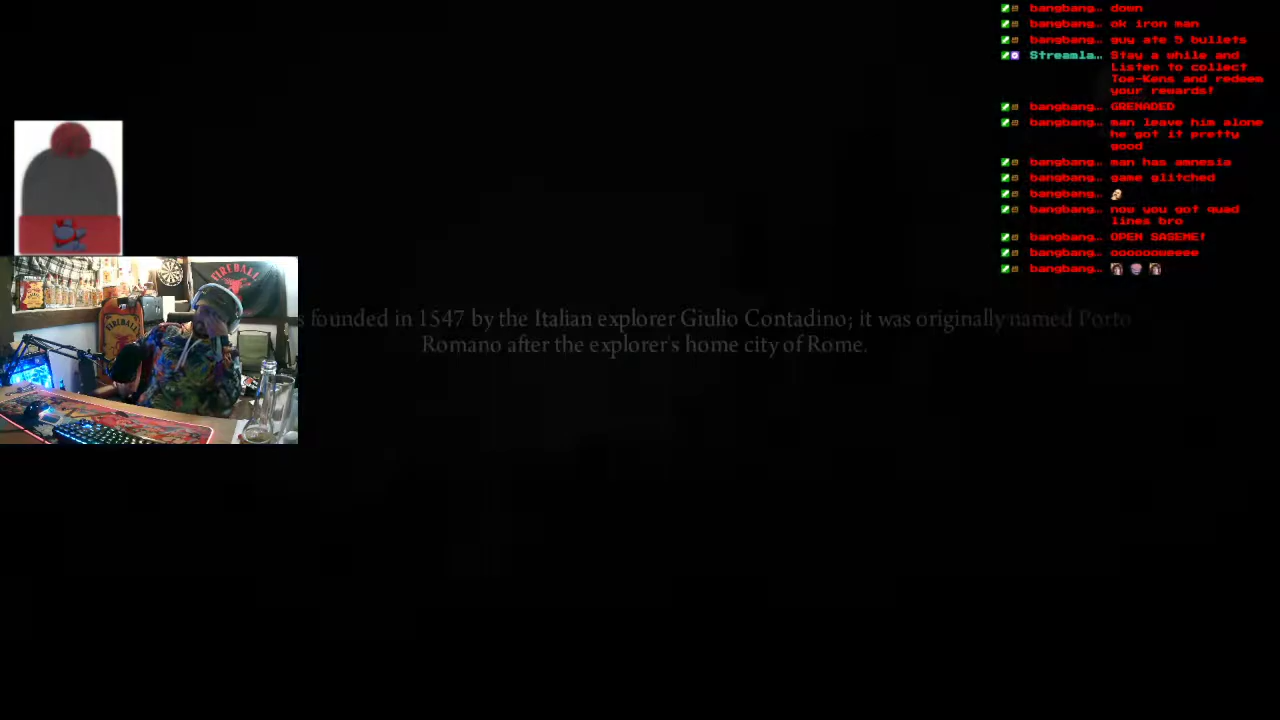 bangbang… down
bangbang… ok iron man
bangbang… guy ate 5 bullets
Streamla… Stay a while and
Listen to collect
Toe-Kens and redeem
your rewards!
bangbang… GRENADED
bangbang… man leave him alone
he got it pretty
good
bangbang… man has amnesia
bangbang… game glitched
bangbang…
bangbang… now you got quad
lines bro
bangbang… OPEN SASEME!
bangbang… ooooooweeee
bangbang…
FIREBALL
FIREBALL
s founded in 1547 by the Italian explorer Giulio Contadino; it was originally named Porto
Romano after the explorer's home city of Rome.